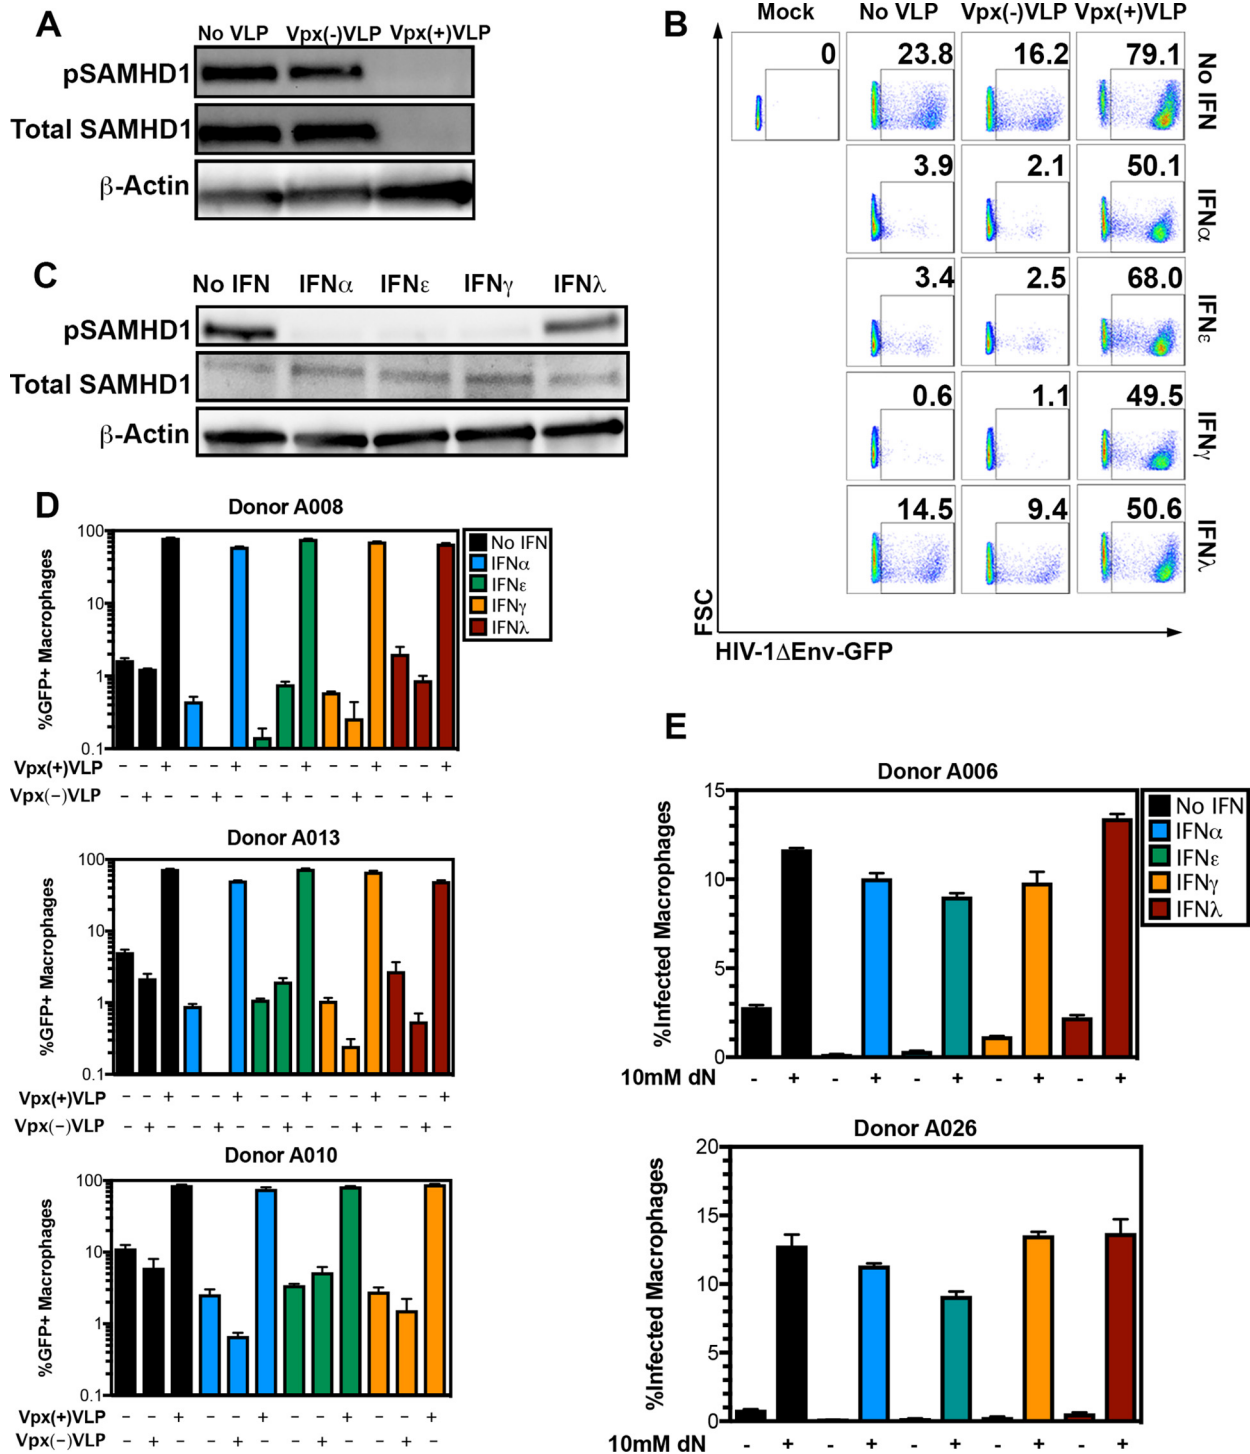 A
No VLP Vpx(-)VLP Vpx(+)VLP
pSAMHD1
Total SAMHD1
β-Actin
B
Mock No VLP Vpx(-)VLP Vpx(+)VLP
0 23.8 16.2 79.1 No IFN
3.9 2.1 50.1 IFNα
3.4 2.5 68.0 IFNε
0.6 1.1 49.5 IFNγ
14.5 9.4 50.6 IFNλ
FSC
HIV-1ΔEnv-GFP
C
No IFN IFNα IFNε IFNγ IFNλ
pSAMHD1
Total SAMHD1
β-Actin
D
Donor A008
%GFP+ Macrophages
100
10
1
0.1
No IFN
IFNα
IFNε
IFNγ
IFNλ
Vpx(+)VLP − − + − − + − − + − − + − − +
Vpx(−)VLP − + − − + − − + − − + − − + −
Donor A013
%GFP+ Macrophages
100
10
1
0.1
Vpx(+)VLP − − + − − + − − + − − + − − +
Vpx(−)VLP − + − − + − − + − − + − − + −
Donor A010
%GFP+ Macrophages
100
10
1
0.1
Vpx(+)VLP − − + − − + − − + − − +
Vpx(−)VLP − + − − + − − + − − + −
E
Donor A006
%Infected Macrophages
15
10
5
0
No IFN
IFNα
IFNε
IFNγ
IFNλ
10mM dN - + - + - + - + - +
Donor A026
%Infected Macrophages
20
15
10
5
0
10mM dN - + - + - + - + - +